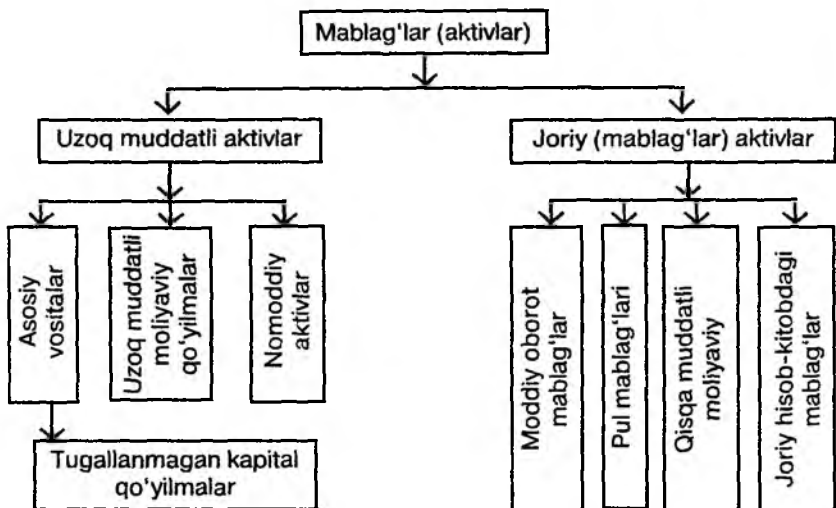 Mablag‘lar (aktivlar)
Uzoq muddatli aktivlar
Joriy (mablag‘lar) aktivlar
Asosiy
vositalar
Uzoq muddatli
moliyaviy
qo‘yilmalar
Nomoddiy
aktivlar
Moddiy oborot
mablag‘lar
Pul mablag‘lari
Qisqa muddatli
moliyaviy
Joriy hisob-kitobdagi
mablag‘lar
Tugallanmagan kapital
qo‘yilmalar